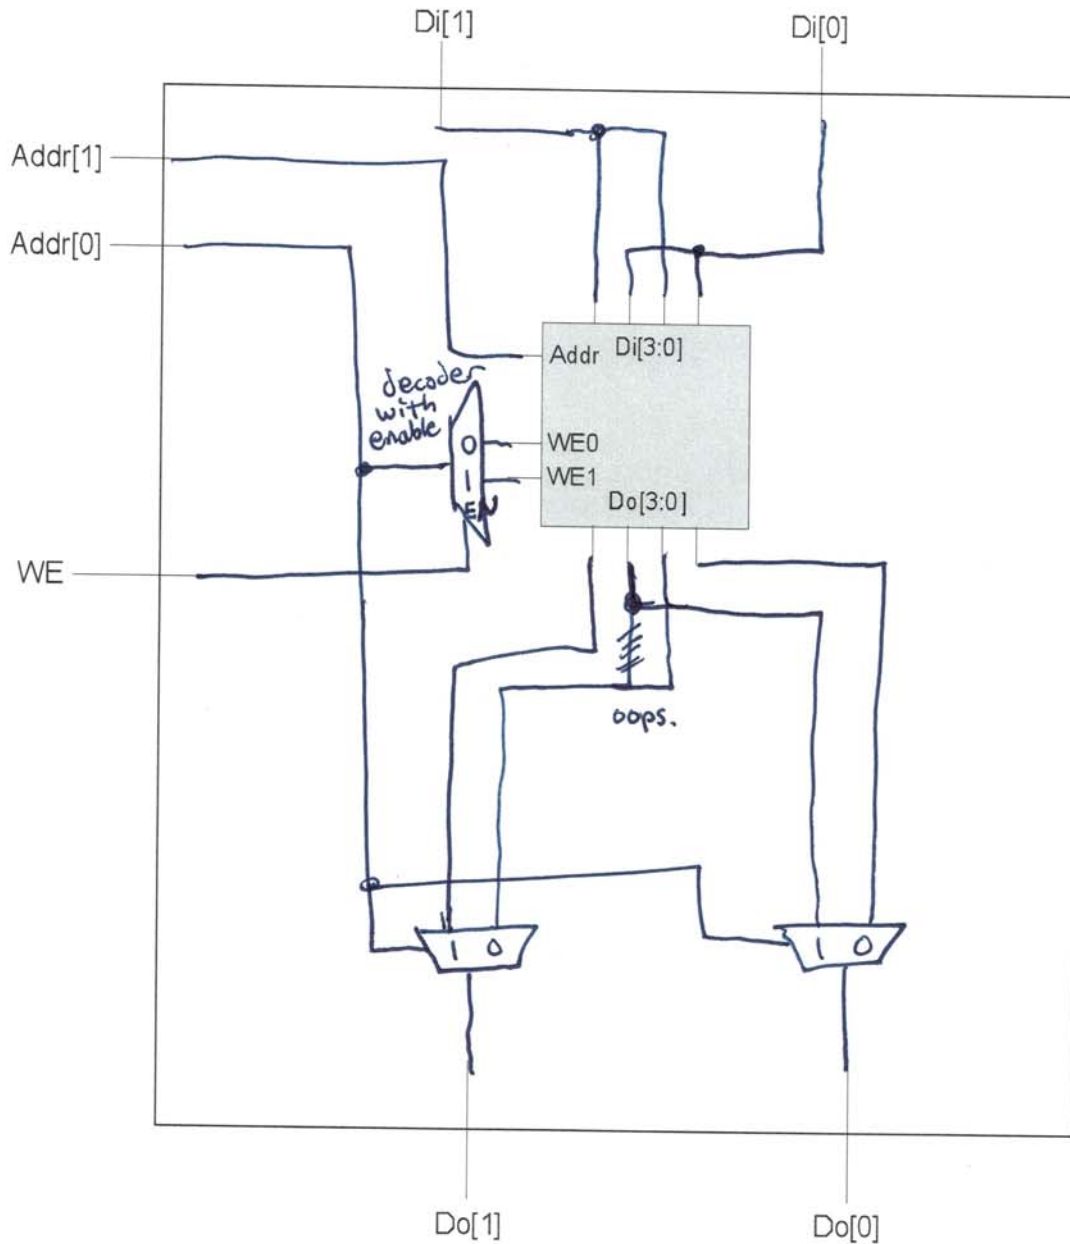 Di[1]
Di[0]
Addr[1]
Addr[0]
Addr
Di[3:0]
decoder
with
enable
0
WE0
1
WE1
EN
Do[3:0]
WE
oops.
1 0
1 0
Do[1]
Do[0]